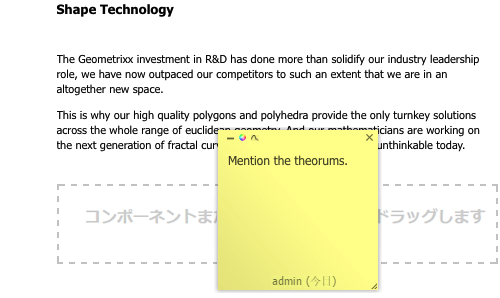 Shape Technology
The Geometrixx investment in R&D has done more than solidify our industry leadership
role, we have now outpaced our competitors to such an extent that we are in an
altogether new space.
This is why our high quality polygons and polyhedra provide the only turnkey solutions
across the whole range of euclidean geometry. And our mathematicians are working on
the next generation of fractal cur unthinkable today.
Mention the theorums.
コンポーネントま ドラッグします
admin (今日)